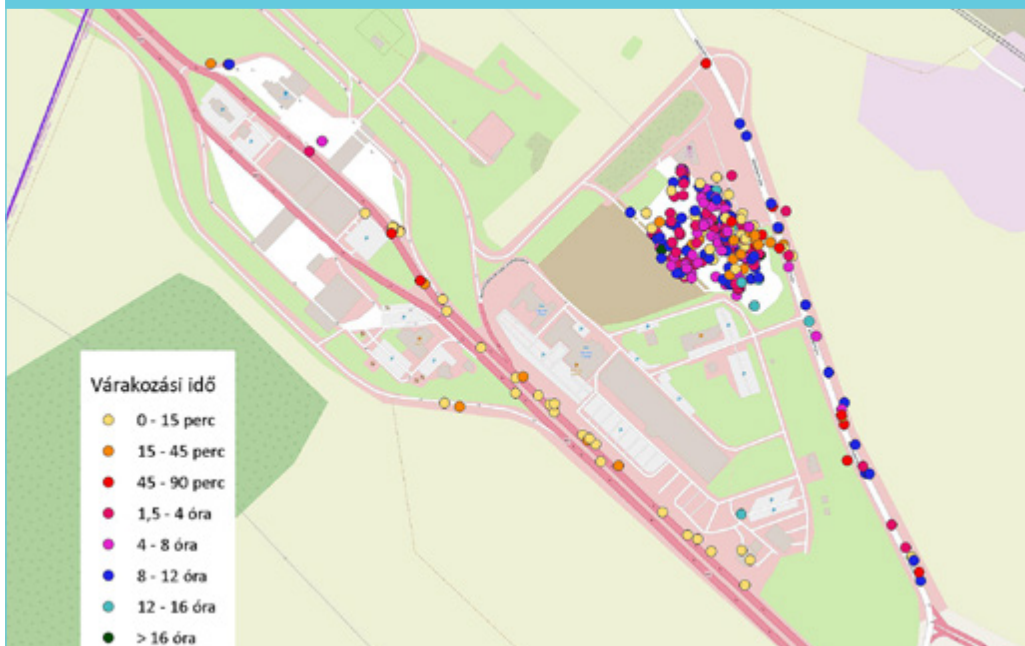 Várakozási idő
0 - 15 perc
15 - 45 perc
45 - 90 perc
1,5 - 4 óra
4 - 8 óra
8 - 12 óra
12 - 16 óra
> 16 óra